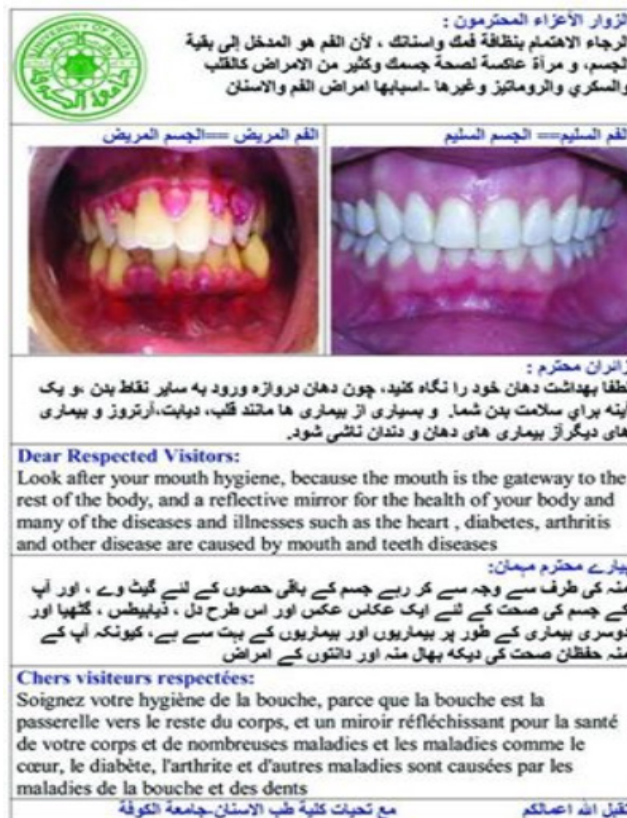 الزوار الأعزاء المحترمون :
الرجاء الاهتمام بنظافة فمك واسنانك ، لأن الفم هو المدخل إلى بقية
الجسم، و مرآة عاكسة لصحة جسمك وكثير من الامراض كالقلب
والسكري والروماتيز وغيرها -اسبابها امراض الفم والاسنان
UNIVERSITY OF KUFA
جامعة الكوفة
الفم السليم== الجسم السليم
الفم المريض ==الجسم المريض
زائران محترم :
لطفا بهداشت دهان خود را نگاه کنید، چون دهان دروازه ورود به سایر نقاط بدن ،و یک
آینه برای سلامت بدن شما. و بسیاری از بیماری ها مانند قلب، دیابت،آرتروز و بیماری
های دیگراز بیماری های دهان و دندان ناشی شود.
Dear Respected Visitors:
Look after your mouth hygiene, because the mouth is the gateway to the
rest of the body, and a reflective mirror for the health of your body and
many of the diseases and illnesses such as the heart , diabetes, arthritis
and other disease are caused by mouth and teeth diseases
پیارے محترم مہمان:
منہ کی طرف سے وجہ سے کر رہے جسم کے باقی حصوں کے لئے گیٹ وے ، اور آپ
کے جسم کی صحت کے لئے ایک عکاس عکس اور اس طرح دل ، ذیابیطس ، گٹھیا اور
دوسری بیماری کے طور پر بیماریوں اور بیماریوں کے بہت سے ہے، کیونکہ آپ کے
منہ حفظان صحت کی دیکھ بھال منہ اور دانتوں کے امراض
Chers visiteurs respectées:
Soignez votre hygiène de la bouche, parce que la bouche est la
passerelle vers le reste du corps, et un miroir réfléchissant pour la santé
de votre corps et de nombreuses maladies et les maladies comme le
cœur, le diabète, l'arthrite et d'autres maladies sont causées par les
maladies de la bouche et des dents
تقبل الله اعمالكم
مع تحيات كلية طب الاسنان-جامعة الكوفة